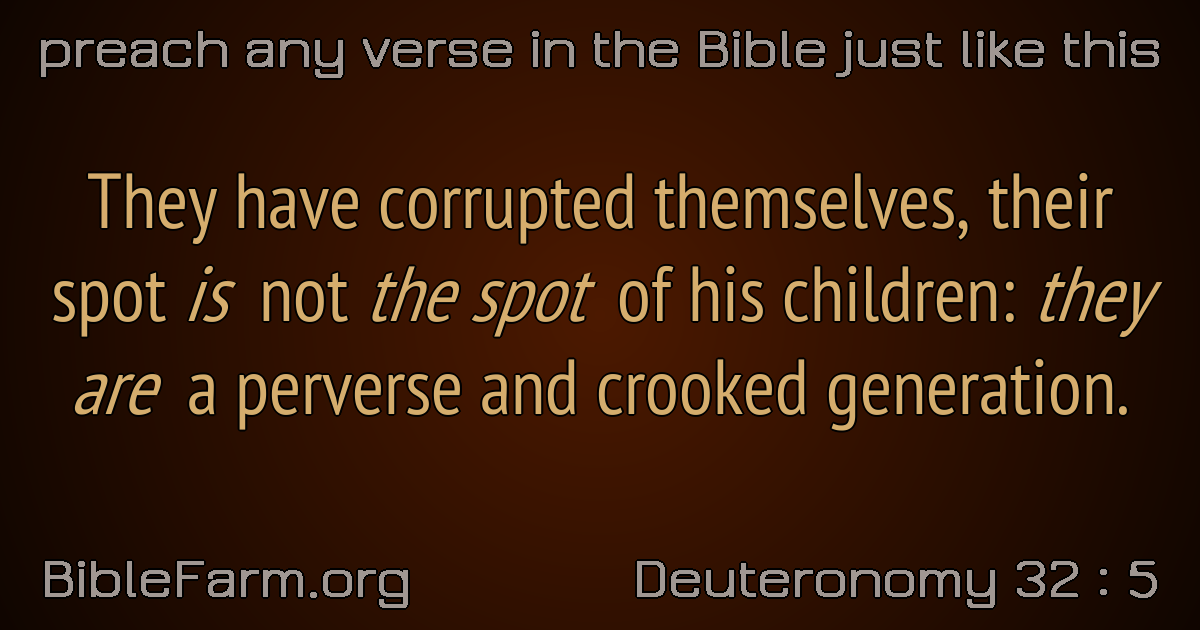 preach any verse in the Bible just like this
They have corrupted themselves, their
spot is not the spot of his children: they
are a perverse and crooked generation.
BibleFarm.org
Deuteronomy 32 : 5